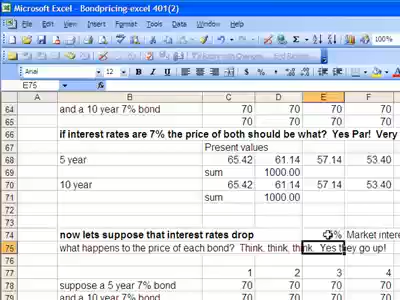 Microsoft Excel - Bondpricing-excel 401(2)
File Edit View Insert Format Tools Data Window Help
100%
Reply with Changes... End Review...
Arial 12 B I U
E75 fx
A B C D E F
64 and a 10 year 7% bond 70 70 70 70
65 70 70 70 70
66 if interest rates are 7% the price of both should be what? Yes Par! Very
67 Present values
68 5 year 65.42 61.14 57.14 53.40
69 sum 1000.00
70 10 year 65.42 61.14 57.14 53.40
71 sum 1000.00
73
74 now lets suppose that interest rates drop % Market intere
75 what happens to the price of each bond? Think, think, think. Yes they go up!
76
77 1 2 3 4
78 suppose a 5 year 7% bond 70 70 70 70
79 and a 10 year 7% bond 70 70 70 70